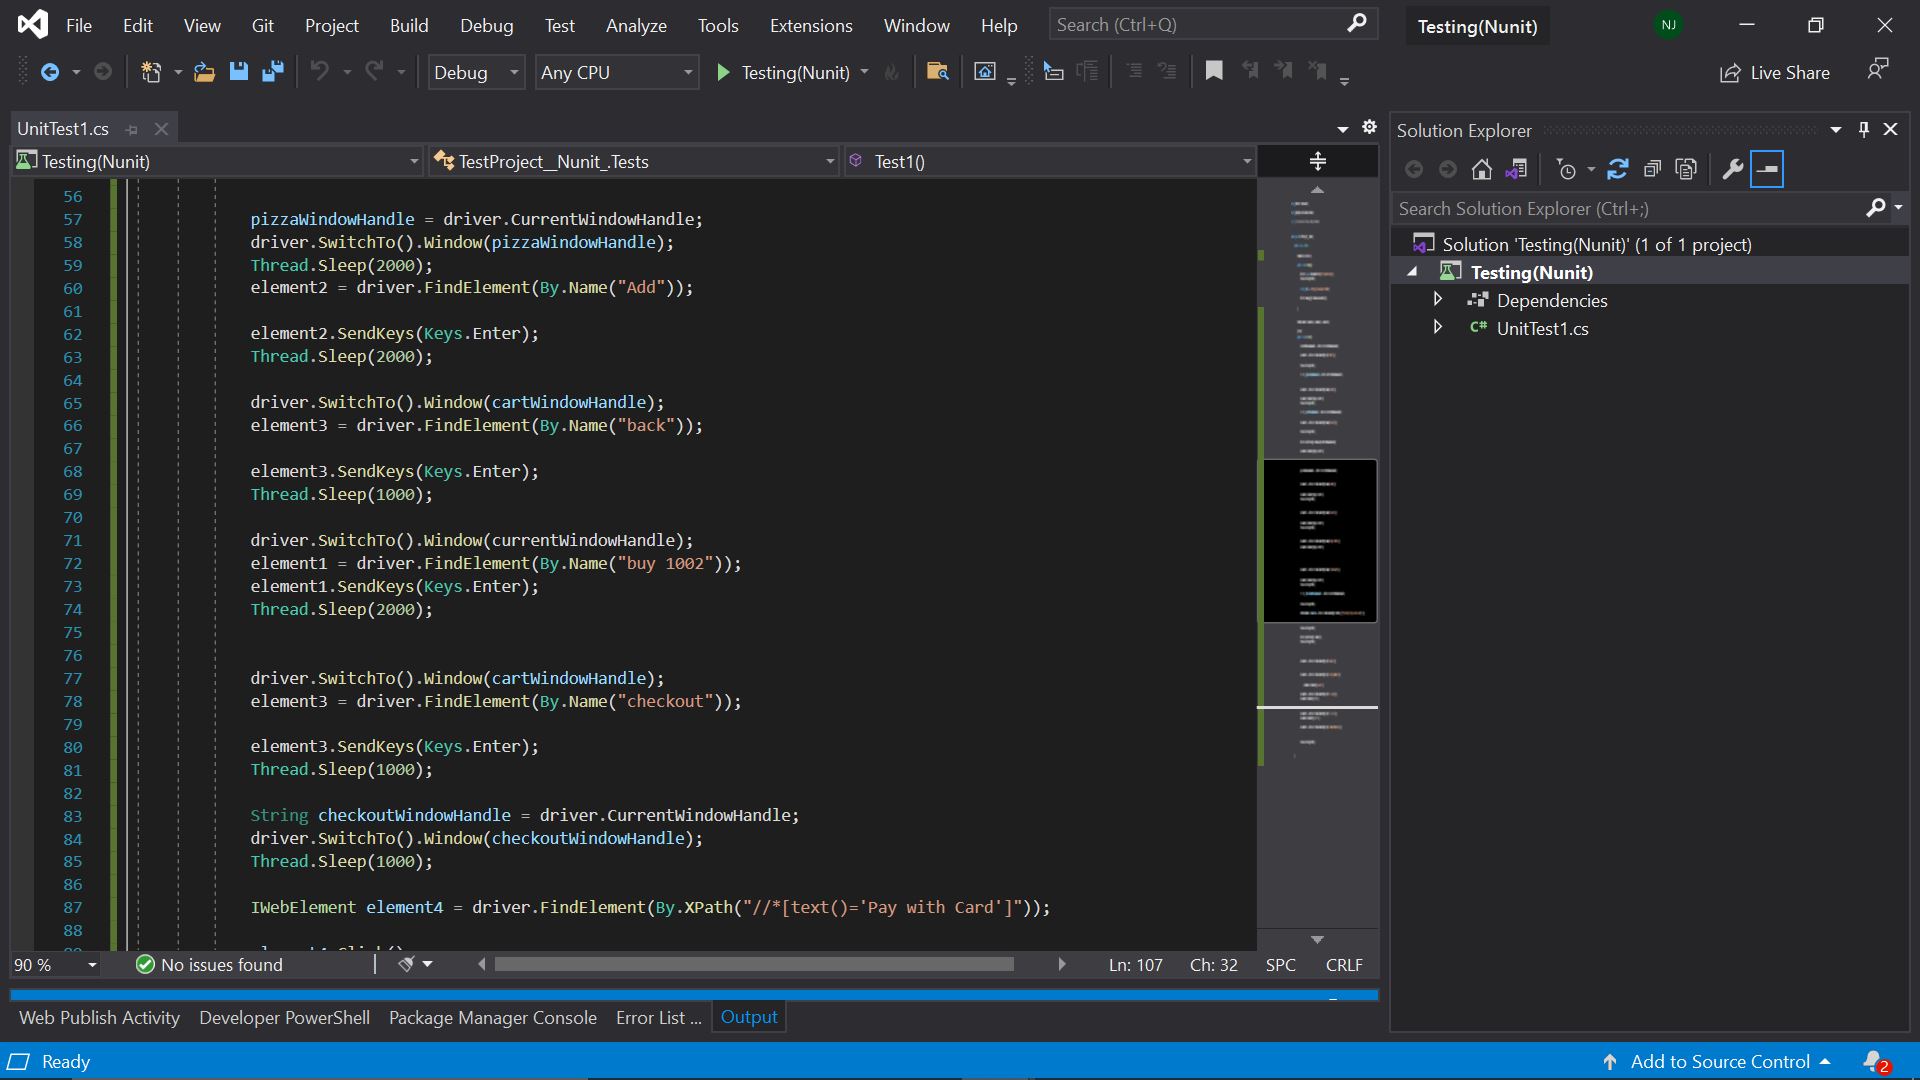 File Edit View Git Project Build Debug Test Analyze Tools Extensions Window Help Search (Ctrl+Q) Testing(Nunit) NJ
Debug Any CPU Testing(Nunit) Live Share
UnitTest1.cs
Testing(Nunit) TestProject__Nunit_.Tests Test1()
56
57 pizzaWindowHandle = driver.CurrentWindowHandle;
58 driver.SwitchTo().Window(pizzaWindowHandle);
59 Thread.Sleep(2000);
60 element2 = driver.FindElement(By.Name("Add"));
61
62 element2.SendKeys(Keys.Enter);
63 Thread.Sleep(2000);
64
65 driver.SwitchTo().Window(cartWindowHandle);
66 element3 = driver.FindElement(By.Name("back"));
67
68 element3.SendKeys(Keys.Enter);
69 Thread.Sleep(1000);
70
71 driver.SwitchTo().Window(currentWindowHandle);
72 element1 = driver.FindElement(By.Name("buy 1002"));
73 element1.SendKeys(Keys.Enter);
74 Thread.Sleep(2000);
75
76
77 driver.SwitchTo().Window(cartWindowHandle);
78 element3 = driver.FindElement(By.Name("checkout"));
79
80 element3.SendKeys(Keys.Enter);
81 Thread.Sleep(1000);
82
83 String checkoutWindowHandle = driver.CurrentWindowHandle;
84 driver.SwitchTo().Window(checkoutWindowHandle);
85 Thread.Sleep(1000);
86
87 IWebElement element4 = driver.FindElement(By.XPath("//*[text()='Pay with Card']"));
88
90 % No issues found Ln: 107 Ch: 32 SPC CRLF
Web Publish Activity Developer PowerShell Package Manager Console Error List ... Output
Solution Explorer
Search Solution Explorer (Ctrl+;)
Solution 'Testing(Nunit)' (1 of 1 project)
Testing(Nunit)
Dependencies
C# UnitTest1.cs
Ready Add to Source Control 2